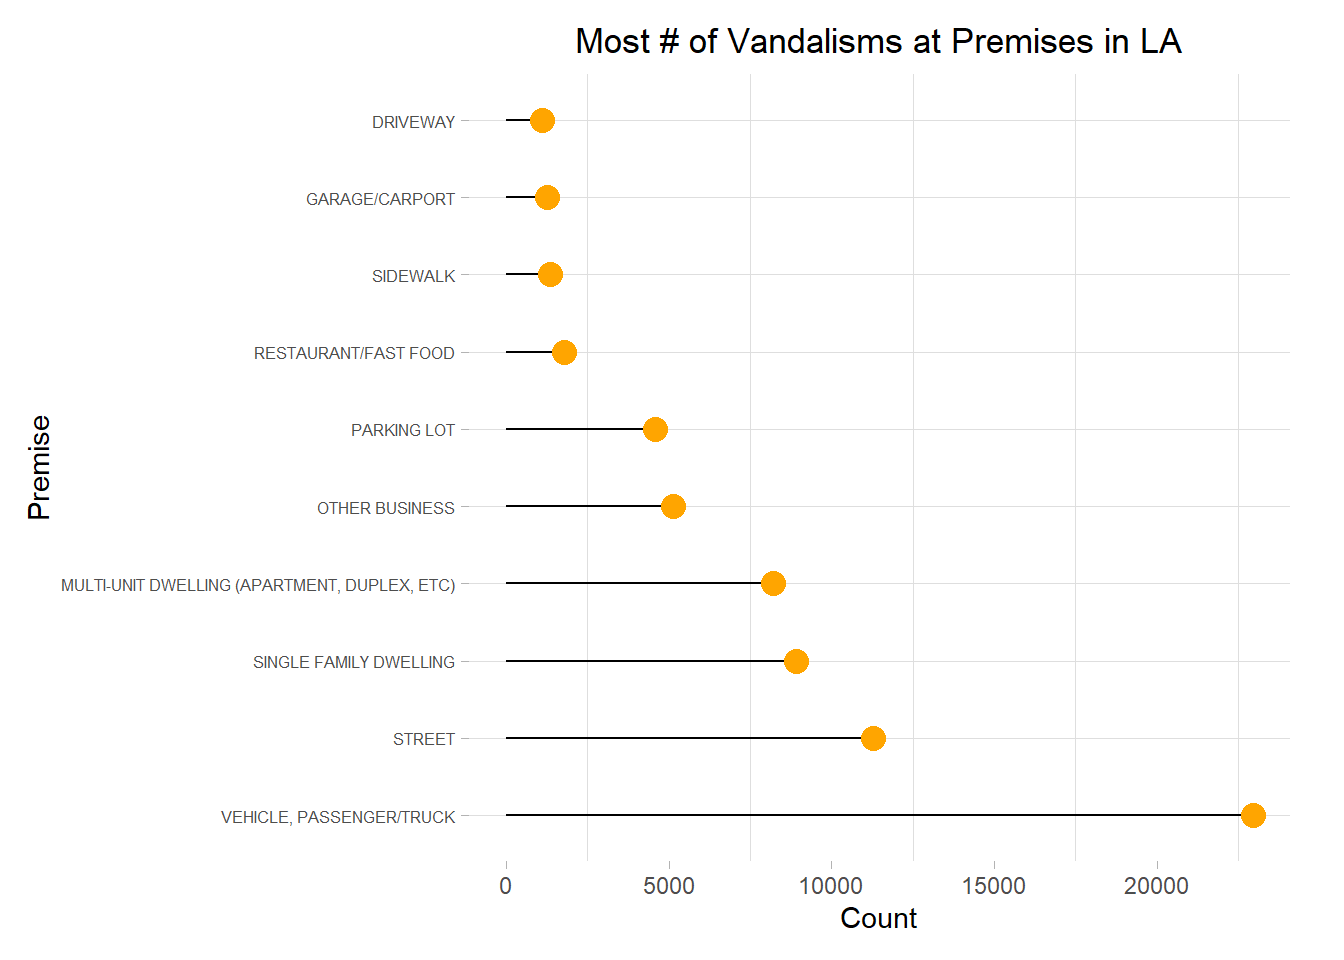 Most # of Vandalisms at Premises in LA
Premise
DRIVEWAY
GARAGE/CARPORT
SIDEWALK
RESTAURANT/FAST FOOD
PARKING LOT
OTHER BUSINESS
MULTI-UNIT DWELLING (APARTMENT, DUPLEX, ETC)
SINGLE FAMILY DWELLING
STREET
VEHICLE, PASSENGER/TRUCK
0 5000 10000 15000 20000
Count